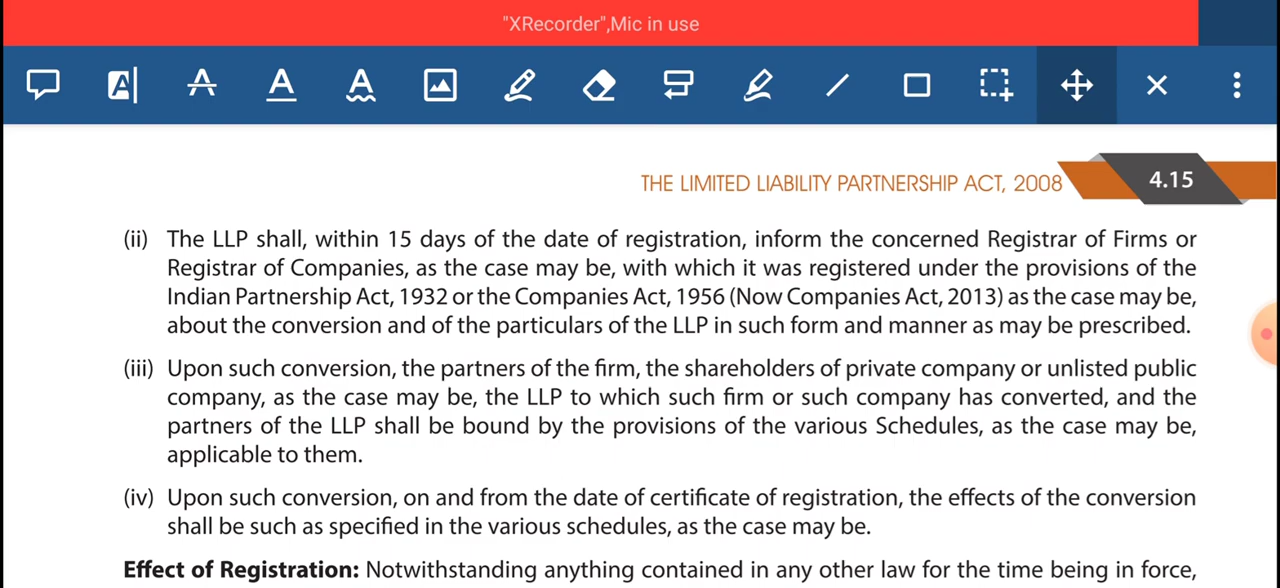 "XRecorder",Mic in use
THE LIMITED LIABILITY PARTNERSHIP ACT, 2008 4.15
(ii) The LLP shall, within 15 days of the date of registration, inform the concerned Registrar of Firms or
Registrar of Companies, as the case may be, with which it was registered under the provisions of the
Indian Partnership Act, 1932 or the Companies Act, 1956 (Now Companies Act, 2013) as the case may be,
about the conversion and of the particulars of the LLP in such form and manner as may be prescribed.
(iii) Upon such conversion, the partners of the firm, the shareholders of private company or unlisted public
company, as the case may be, the LLP to which such firm or such company has converted, and the
partners of the LLP shall be bound by the provisions of the various Schedules, as the case may be,
applicable to them.
(iv) Upon such conversion, on and from the date of certificate of registration, the effects of the conversion
shall be such as specified in the various schedules, as the case may be.
Effect of Registration: Notwithstanding anything contained in any other law for the time being in force,